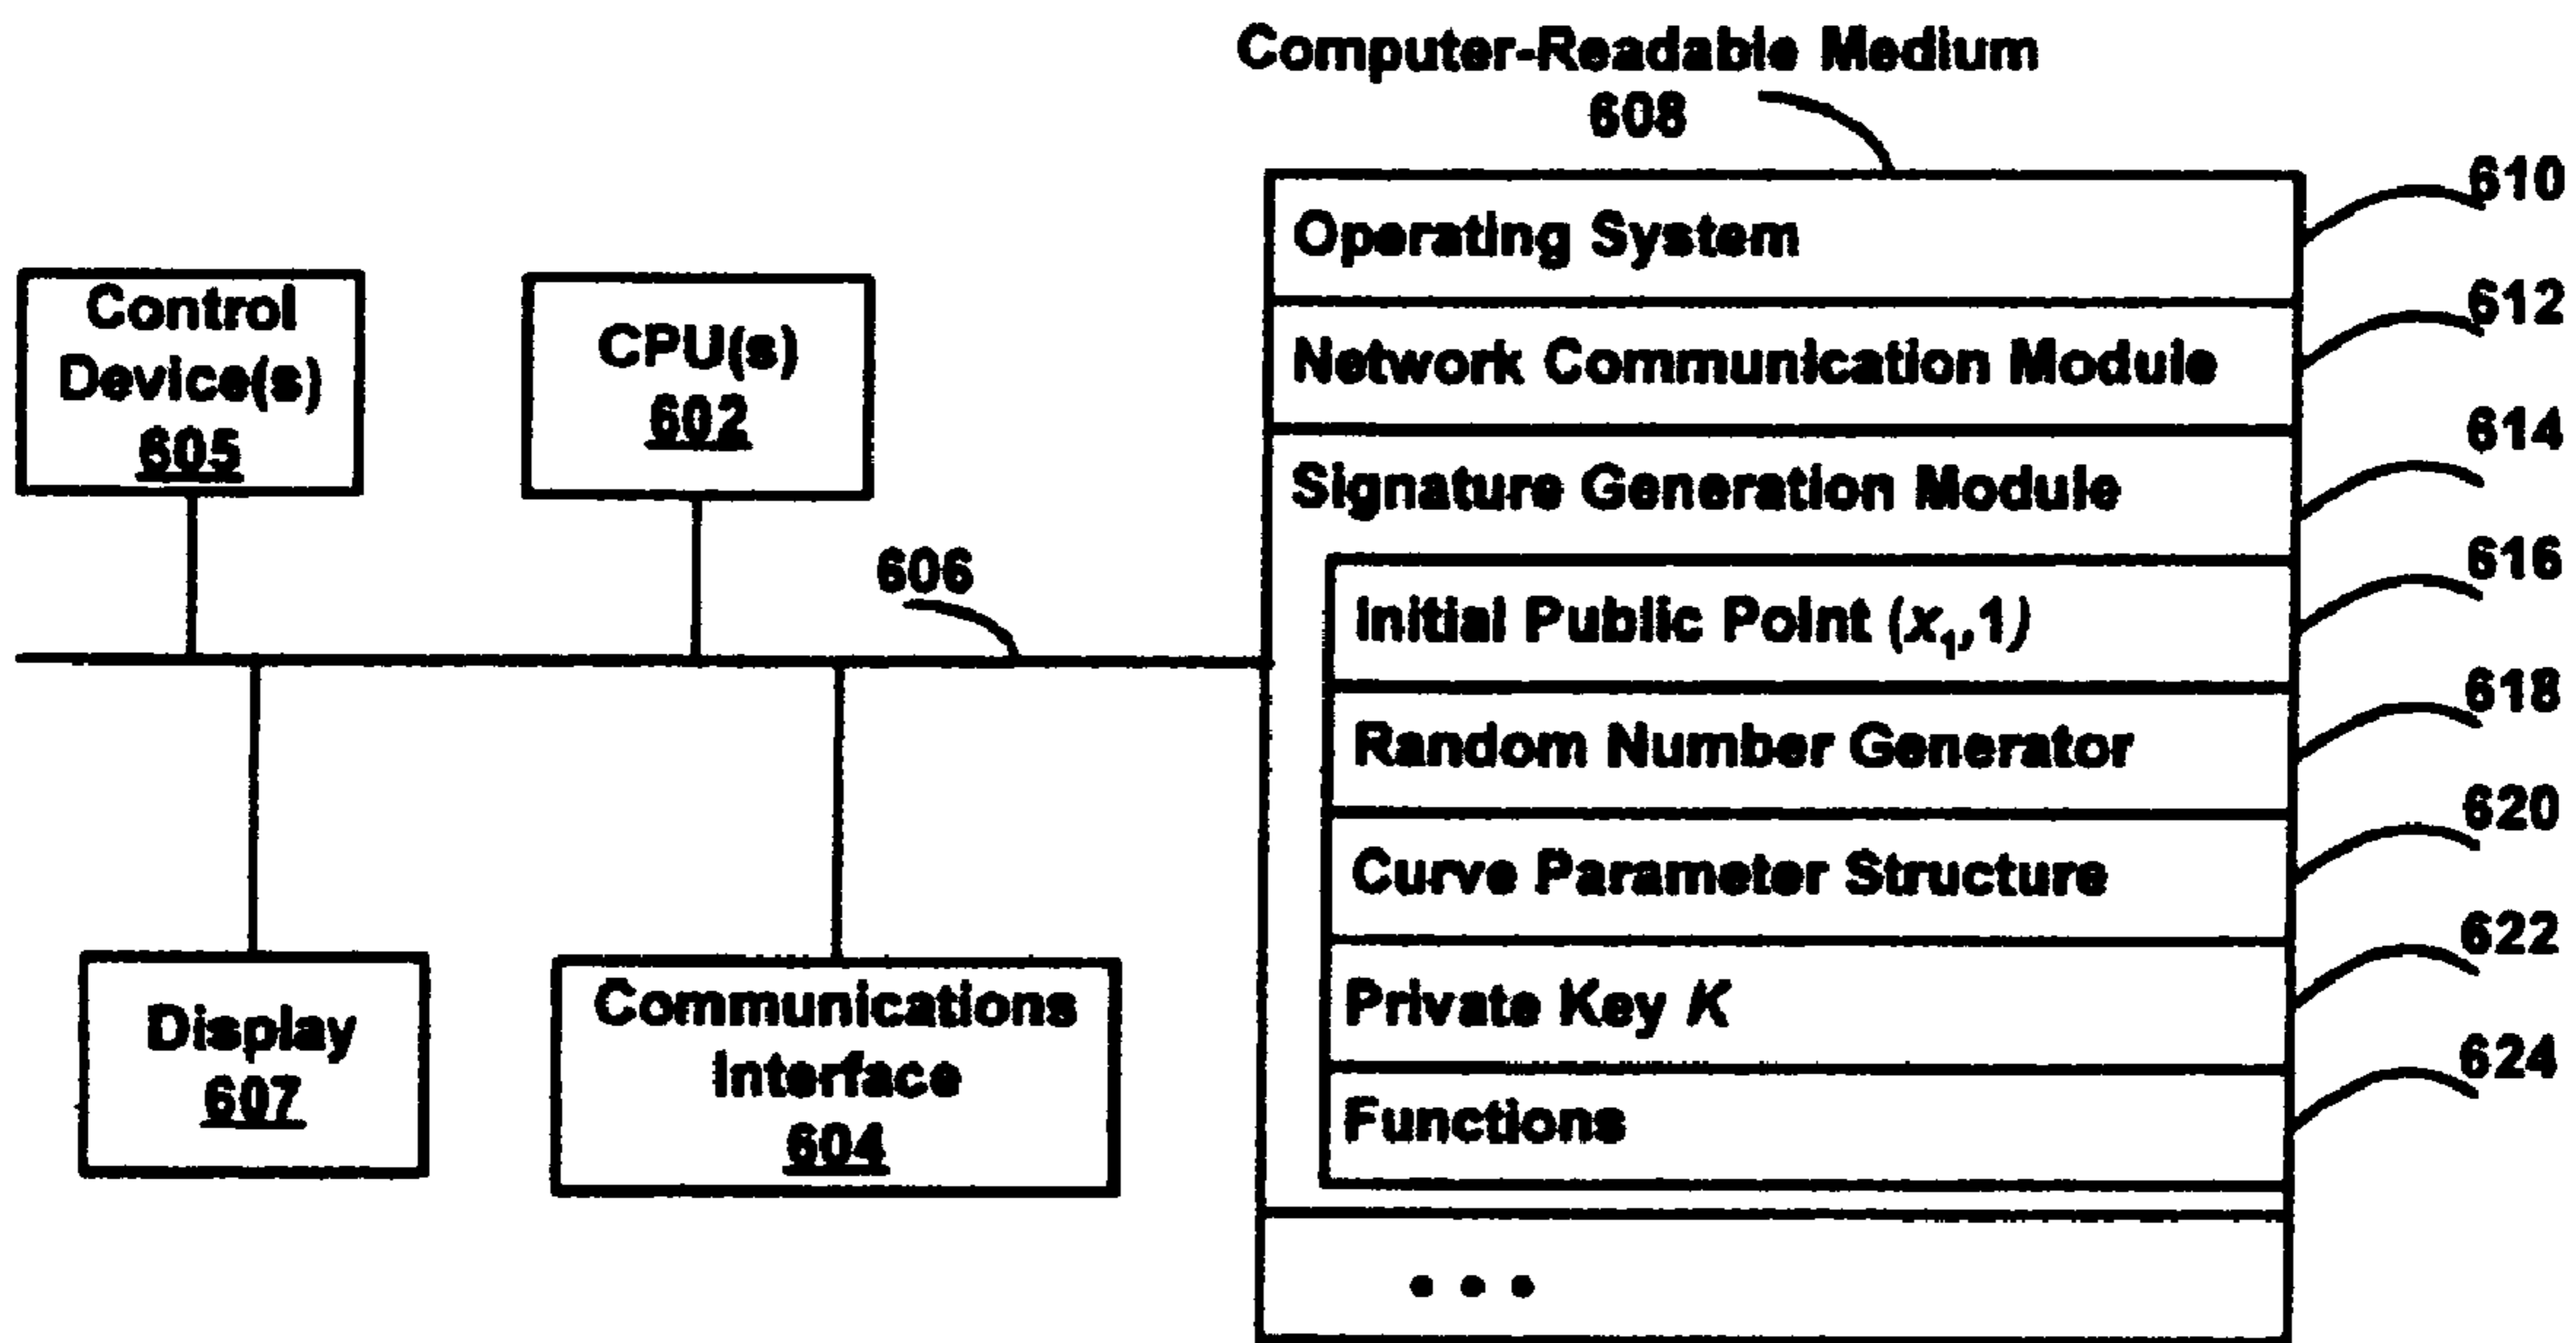 Computer-Readable Medium
608
Operating System
610
Network Communication Module
612
Signature Generation Module
614
Initial Public Point (x₁,1)
616
Random Number Generator
618
Curve Parameter Structure
620
Private Key K
622
Functions
624
• • •
Control
Device(s)
605
CPU(s)
602
606
Display
607
Communications
Interface
604